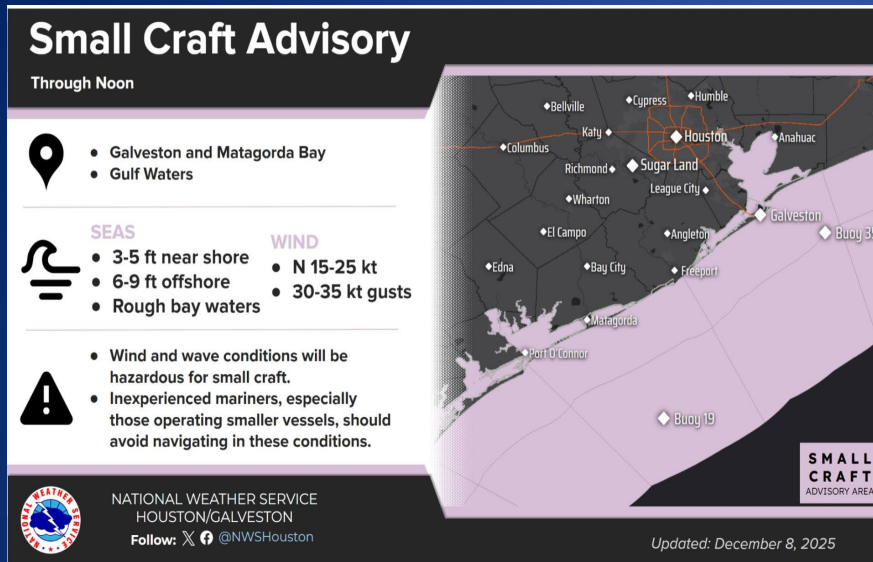 Small Craft Advisory
Through Noon
Galveston and Matagorda Bay
Gulf Waters
SEAS
3-5 ft near shore
6-9 ft offshore
Rough bay waters
WIND
N 15-25 kt
30-35 kt gusts
Wind and wave conditions will be
hazardous for small craft.
Inexperienced mariners, especially
those operating smaller vessels, should
avoid navigating in these conditions.
Bellville
Cypress
Humble
Katy
Houston
Anahuac
Columbus
Richmond
Sugar Land
League City
Wharton
Galveston
El Campo
Angleton
Buoy 35
Edna
Bay City
Freeport
Matagorda
Port O'Connor
Buoy 19
SMALL
CRAFT
ADVISORY AREA
NATIONAL WEATHER SERVICE
NATIONAL WEATHER SERVICE
HOUSTON/GALVESTON
Follow: @NWSHouston
Updated: December 8, 2025